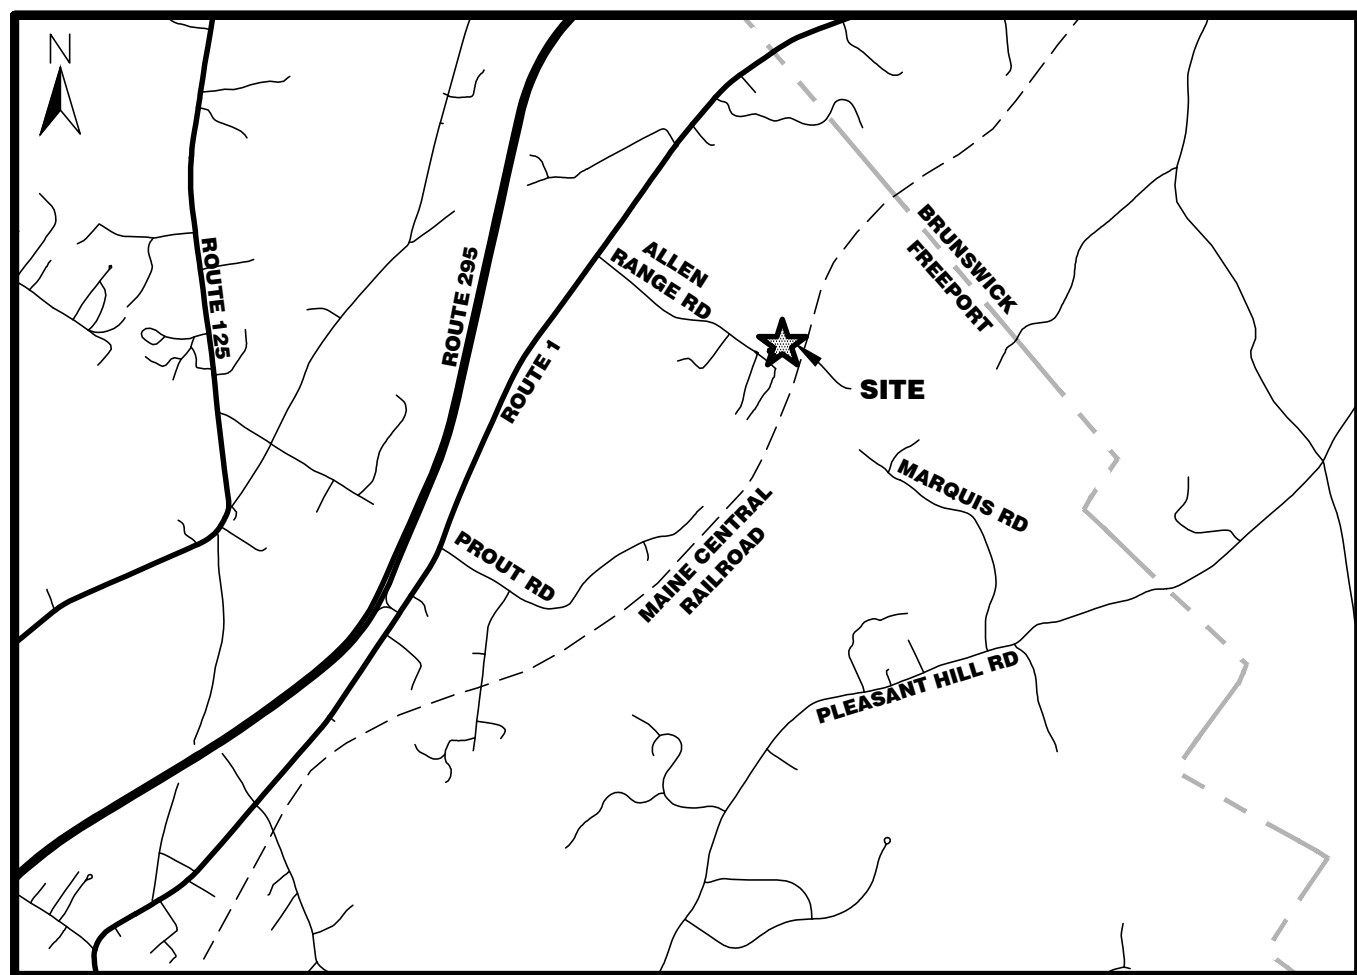 N
ROUTE 125
ROUTE 295
ROUTE 1
ALLEN
RANGE RD
BRUNSWICK
FREEPORT
SITE
MARQUIS RD
PROUT RD
MAINE CENTRAL
RAILROAD
PLEASANT HILL RD